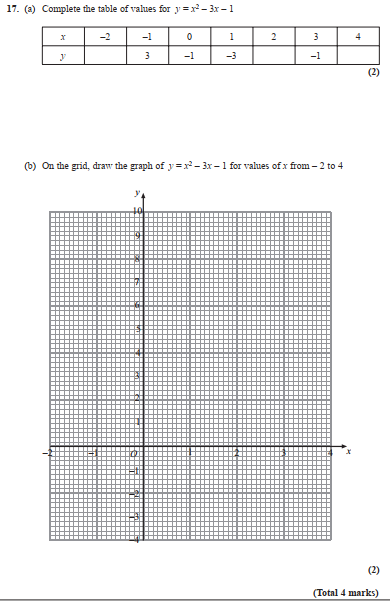 17. (a) Complete the table of values for y = x² – 3x – 1
x –2 –1 0 1 2 3 4
y 3 –1 –3 –1
(2)
(b) On the grid, draw the graph of y = x² – 3x – 1 for values of x from – 2 to 4
y
10
9
8
7
6
5
4
3
2
1
–2 –1 O 1 2 3 4 x
–1
–2
–3
–4
(2)
(Total 4 marks)